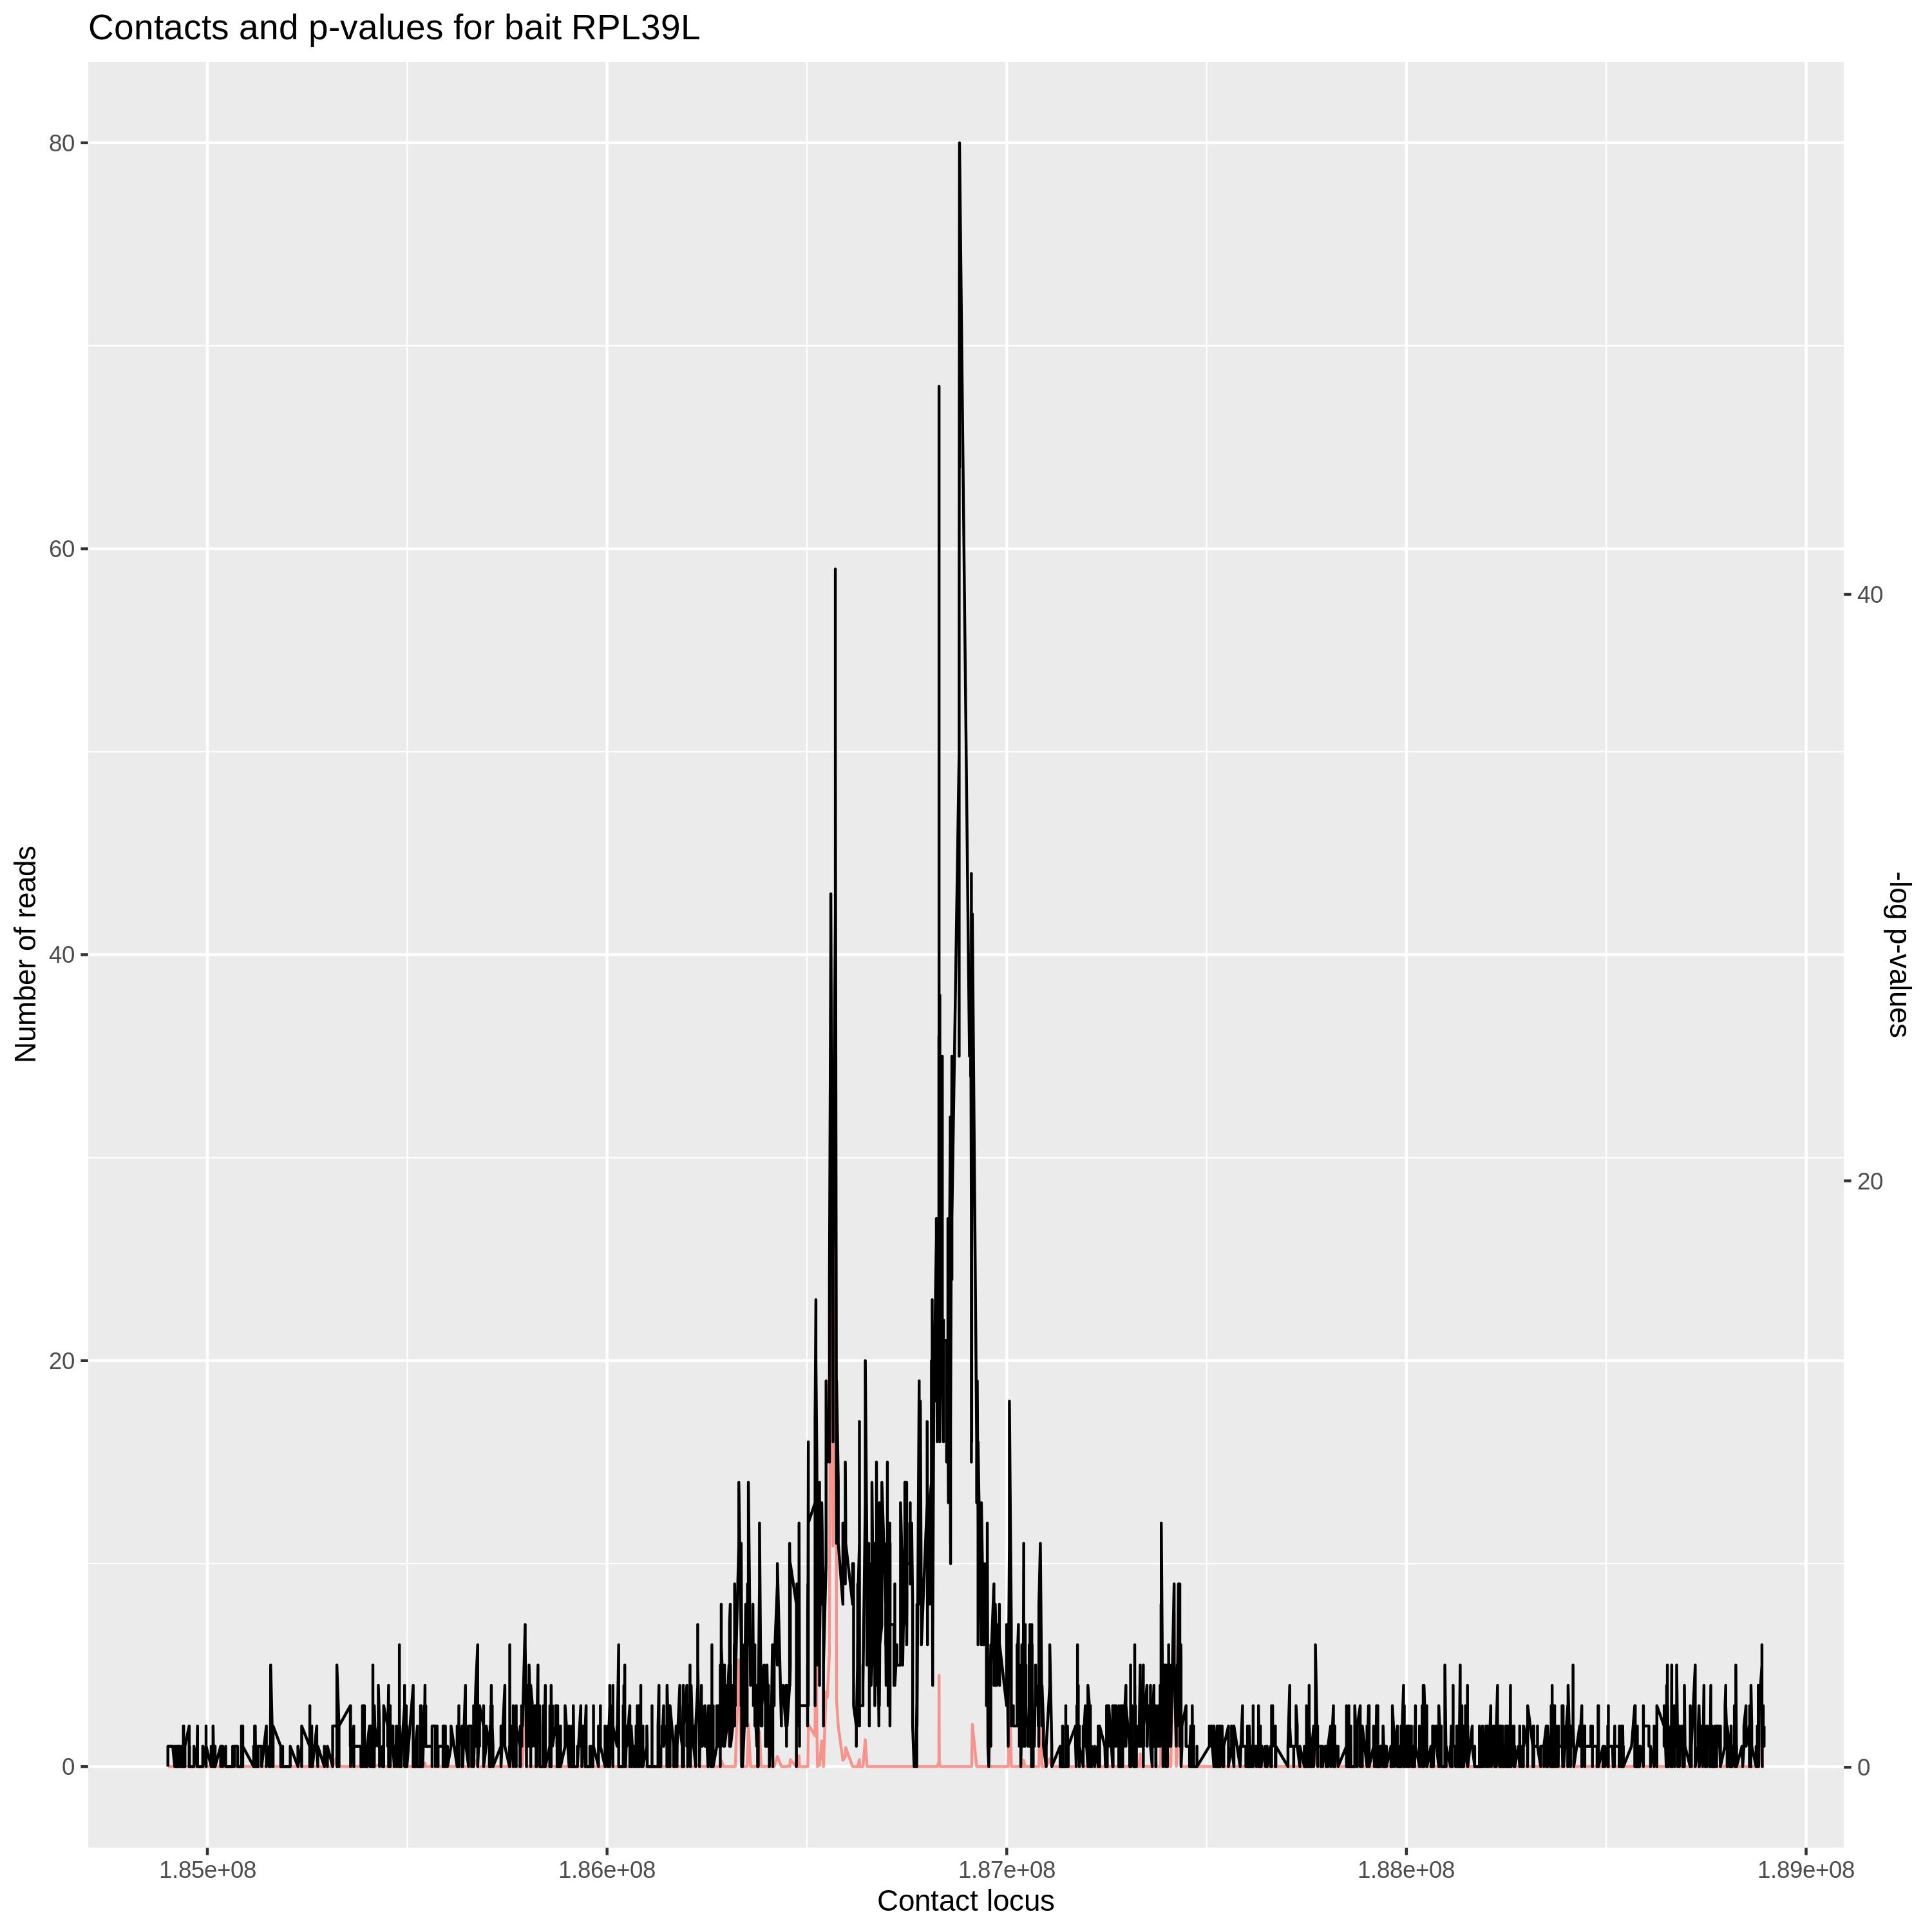 Contacts and p-values for bait RPL39L
80
60
40
20
0
Number of reads
40
20
0
-log p-values
1.85e+08 1.86e+08 1.87e+08 1.88e+08 1.89e+08
Contact locus